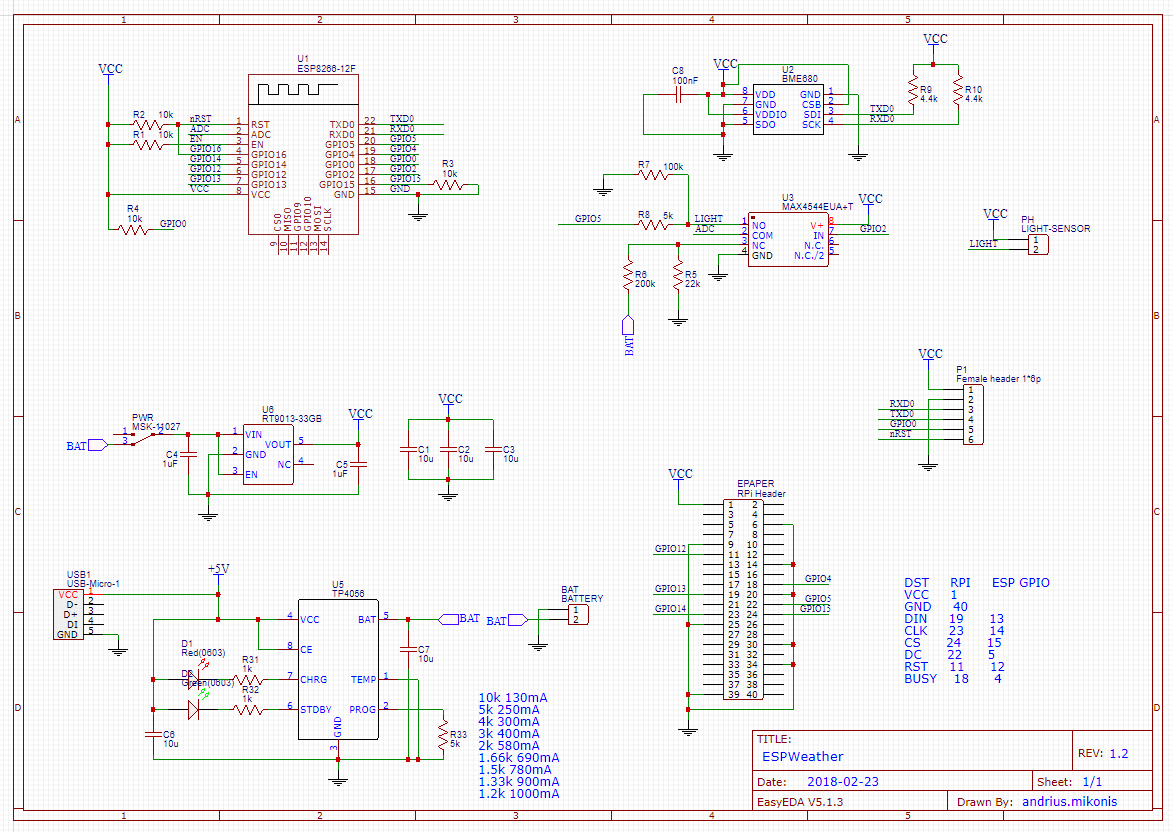 1 2 3 4 5
A
B
C
D
VCC
U1
ESP8266-12F
R2 10k
R1 10k
nRST
ADC
EN
GPIO16
GPIO14
GPIO12
GPIO13
VCC
1 RST
2 ADC
3 EN
4 GPIO16
5 GPIO14
6 GPIO12
7 GPIO13
8 VCC
TXD0 22 TXD0
RXD0 21 RXD0
GPIO5 20 GPIO5
GPIO4 19 GPIO4
GPIO0 18 GPIO0
GPIO2 17 GPIO2
GPIO15 16 GPIO15
GND 15 GND
CS0 MISO GPIO9 GPIO10 MOSI SCLK
9 10 11 12 13 14
R3
10k
R4
10k
GPIO0
C8
100nF
VCC
U2
BME680
8 VDD
7 GND
6 VDDIO
5 SDO
GND 1
CSB 2
SDI 3
SCK 4
TXD0
RXD0
VCC
R9
4.4k
R10
4.4k
R7 100k
GPIO5
R8 5k
LIGHT
ADC
U3
MAX4544EUA+T
VCC
1 NO
2 COM
3 NC
4 GND
V+ 8
IN 7
N.C. 6
N.C./2 5
GPIO2
R6
200k
R5
22k
BAT
VCC
PH
LIGHT-SENSOR
LIGHT
1
2
VCC
P1
Female header 1*6p
RXD0
TXD0
GPIO0
nRST
1
2
3
4
5
6
BAT
PWR
MSK-11027
1
3
2
U6
RT9013-33GB
1 VIN
2 GND
3 EN
VOUT 5
NC 4
C4
1uF
VCC
C5
1uF
VCC
C1
10u
C2
10u
C3
10u
VCC
EPAPER
RPi Header
1 2
3 4
5 6
7 8
9 10
11 12
13 14
15 16
17 18
19 20
21 22
23 24
25 26
27 28
29 30
31 32
33 34
35 36
37 38
39 40
GPIO12
GPIO13
GPIO14
GPIO4
GPIO5
GPIO15
USB1
USB-Micro-1
VCC 1
D- 2
D+ 3
DI 4
GND 5
+5V
D1
Red(0603)
D2
Green(0603)
R31
1k
R32
1k
C6
10u
U5
TP4056
4 VCC
8 CE
7 CHRG
6 STDBY
BAT 5
TEMP 1
PROG 2
GND
3
BAT
C7
10u
R33
5k
BAT
BAT
BATTERY
1
2
10k 130mA
5k 250mA
4k 300mA
3k 400mA
2k 580mA
1.66k 690mA
1.5k 780mA
1.33k 900mA
1.2k 1000mA
DST RPI ESP GPIO
VCC 1
GND 40
DIN 19 13
CLK 23 14
CS 24 15
DC 22 5
RST 11 12
BUSY 18 4
TITLE:
ESPWeather
REV: 1.2
Date: 2018-02-23
Sheet: 1/1
EasyEDA V5.1.3
Drawn By: andrius.mikonis
A
B
C
D
1 2 3 4 5